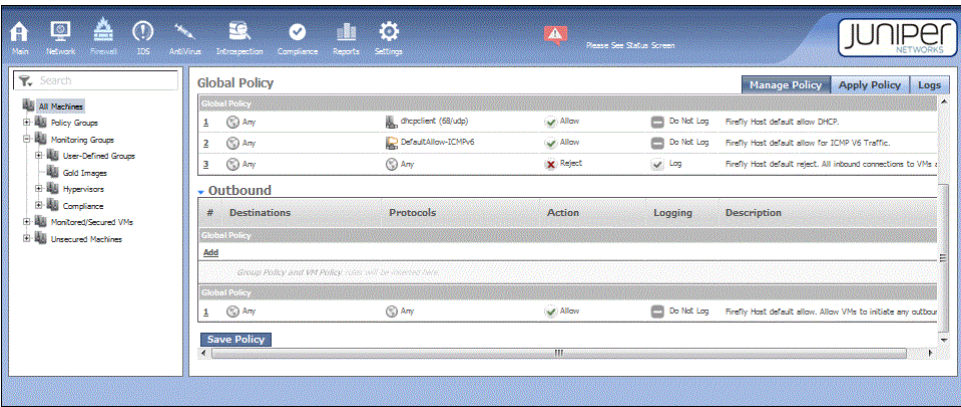 Main Network Firewall IDS AntiVirus Introspection Compliance Reports Settings
Please See Status Screen
JUNIPER
NETWORKS
Search
All Machines
Policy Groups
Monitoring Groups
User-Defined Groups
Gold Images
Hypervisors
Compliance
Monitored/Secured VMs
Unsecured Machines
Global Policy
Manage Policy Apply Policy Logs
Global Policy
1 Any dhcpclient (68/udp) Allow Do Not Log Firefly Host default allow DHCP.
2 Any DefaultAllow-ICMPv6 Allow Do Not Log Firefly Host default allow for ICMP V6 Traffic.
3 Any Any Reject Log Firefly Host default reject. All inbound connections to VMs
Outbound
# Destinations Protocols Action Logging Description
Global Policy
Add
Group Policy and VM Policy rules will be inserted here.
Global Policy
1 Any Any Allow Do Not Log Firefly Host default allow. Allow VMs to initiate any
Save Policy